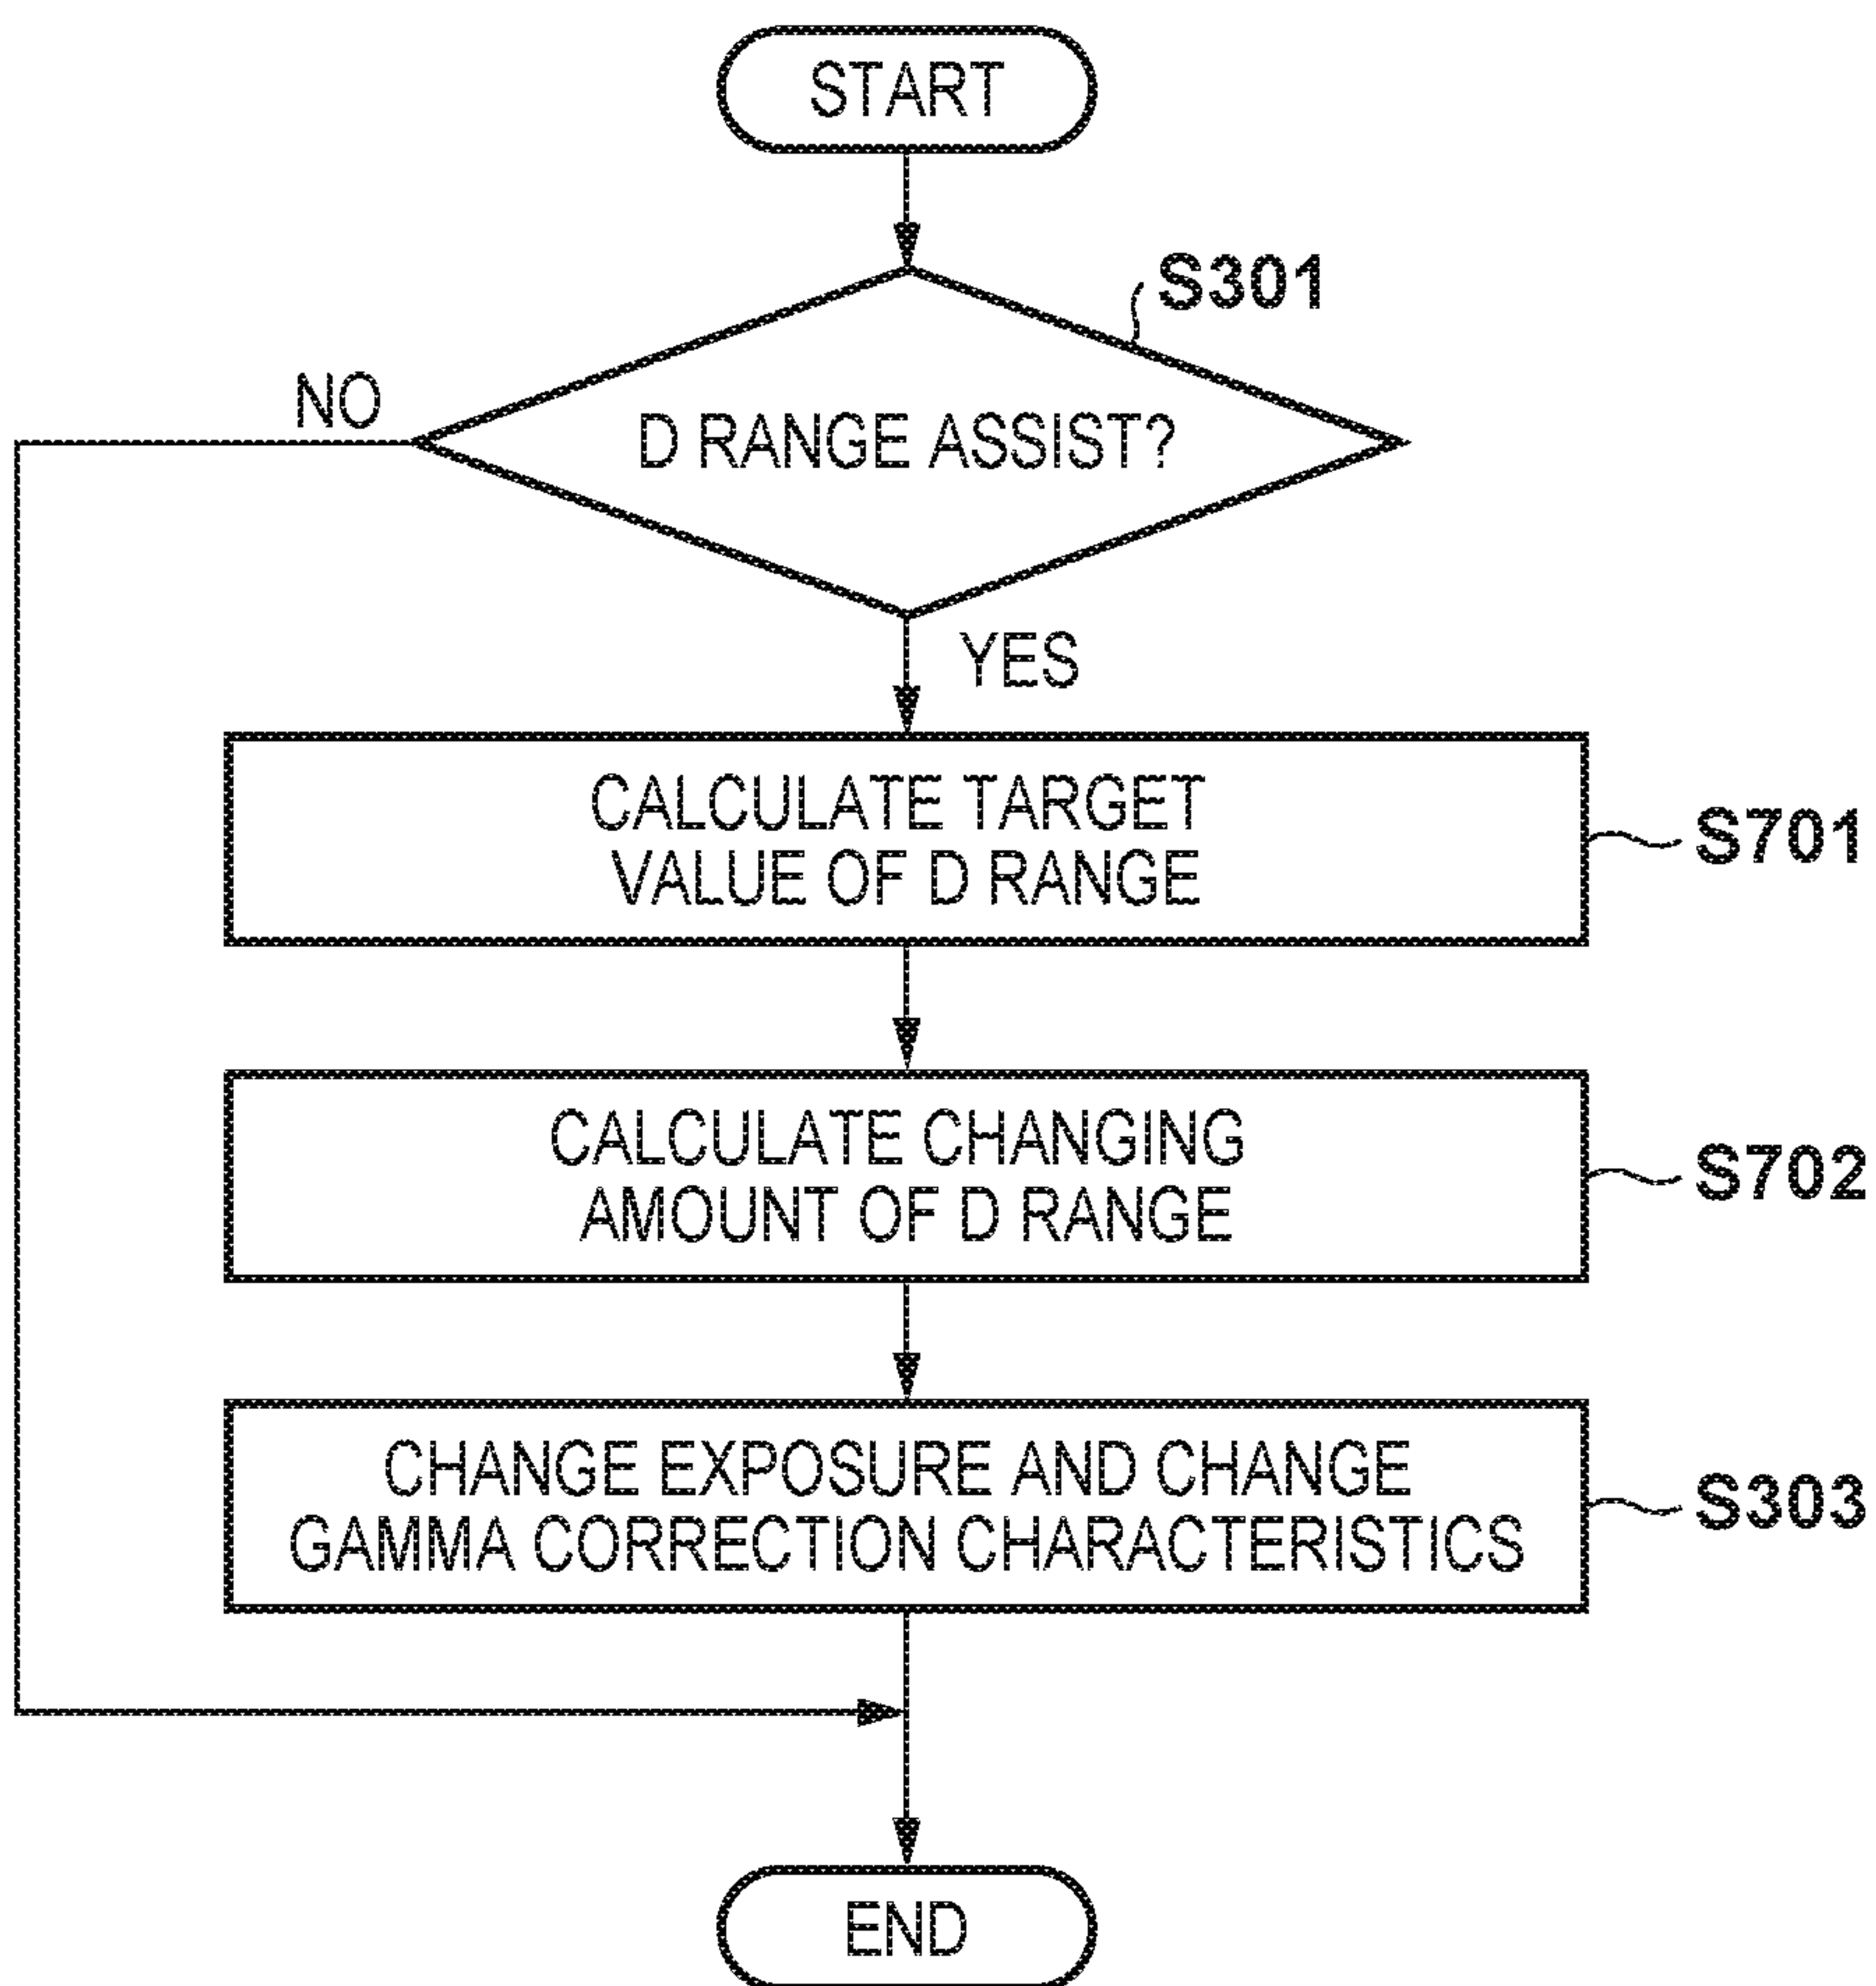 START
S301
NO
D RANGE ASSIST?
YES
CALCULATE TARGET
VALUE OF D RANGE
S701
CALCULATE CHANGING
AMOUNT OF D RANGE
S702
CHANGE EXPOSURE AND CHANGE
GAMMA CORRECTION CHARACTERISTICS
S303
END